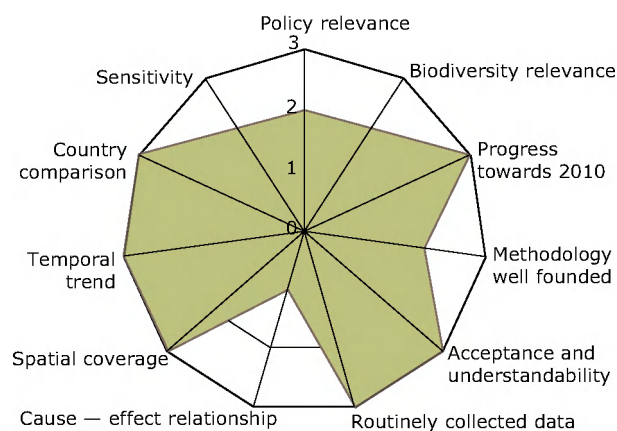 Policy relevance
3
Sensitivity
Biodiversity relevance
2
Country
comparison
Progress
towards 2010
1
0
Temporal
trend
Methodology
well founded
Spatial coverage
Acceptance and
understandability
Cause — effect relationship
Routinely collected data